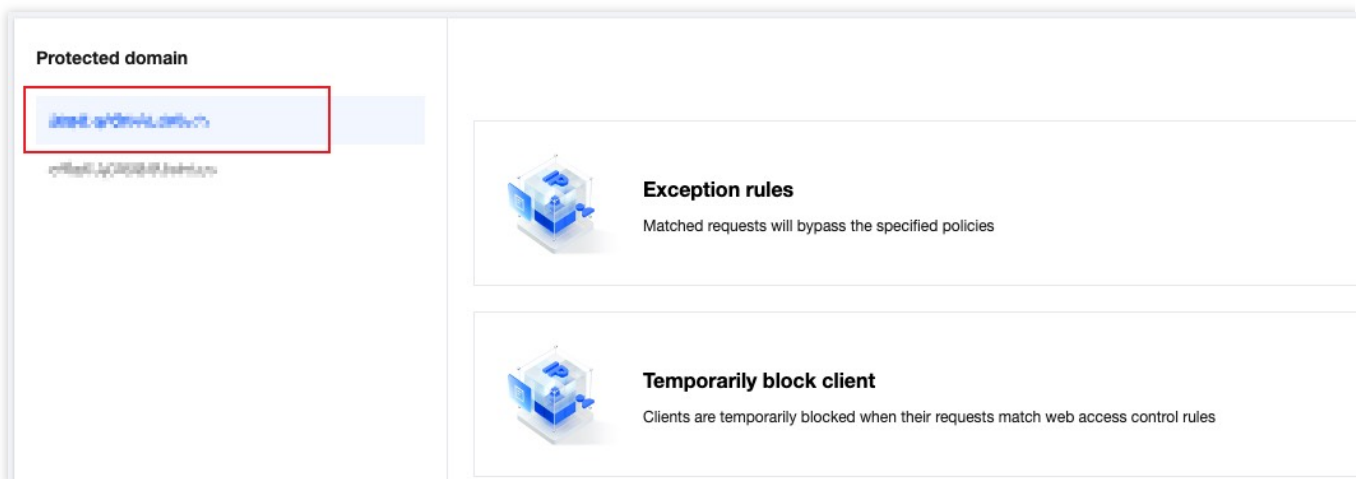 Protected domain
Exception rules
Matched requests will bypass the specified policies
Temporarily block client
Clients are temporarily blocked when their requests match web access control rules